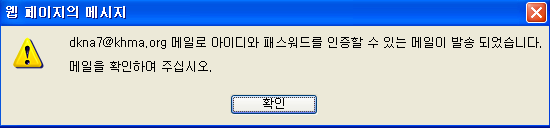 웹 페이지의 메시지
dkna7@khma.org 메일로 아이디와 패스워드를 인증할 수 있는 메일이 발송 되었습니다.
메일을 확인하여 주십시오.
확인